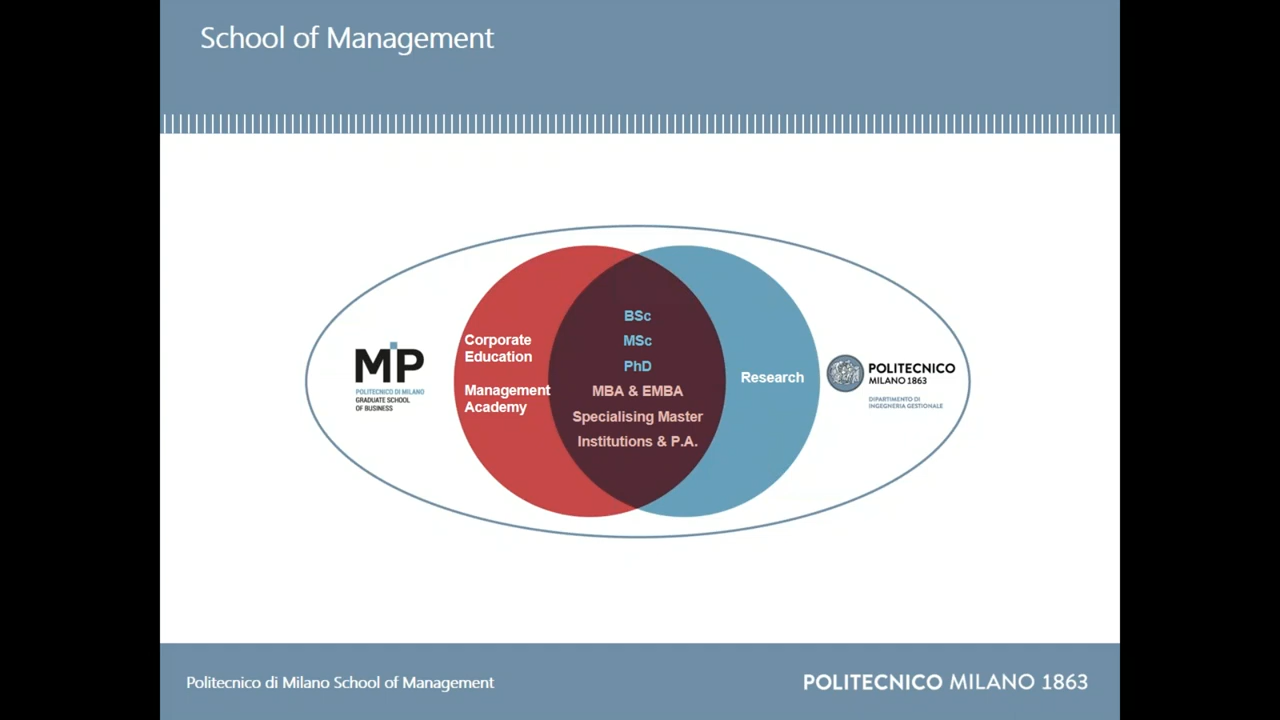 School of Management
MIP
POLITECNICO DI MILANO
GRADUATE SCHOOL
OF BUSINESS
Corporate
Education
Management
Academy
BSc
MSc
PhD
MBA & EMBA
Specialising Master
Institutions & P.A.
Research
POLITECNICO
MILANO 1863
DIPARTIMENTO DI
INGEGNERIA GESTIONALE
Politecnico di Milano School of Management
POLITECNICO MILANO 1863